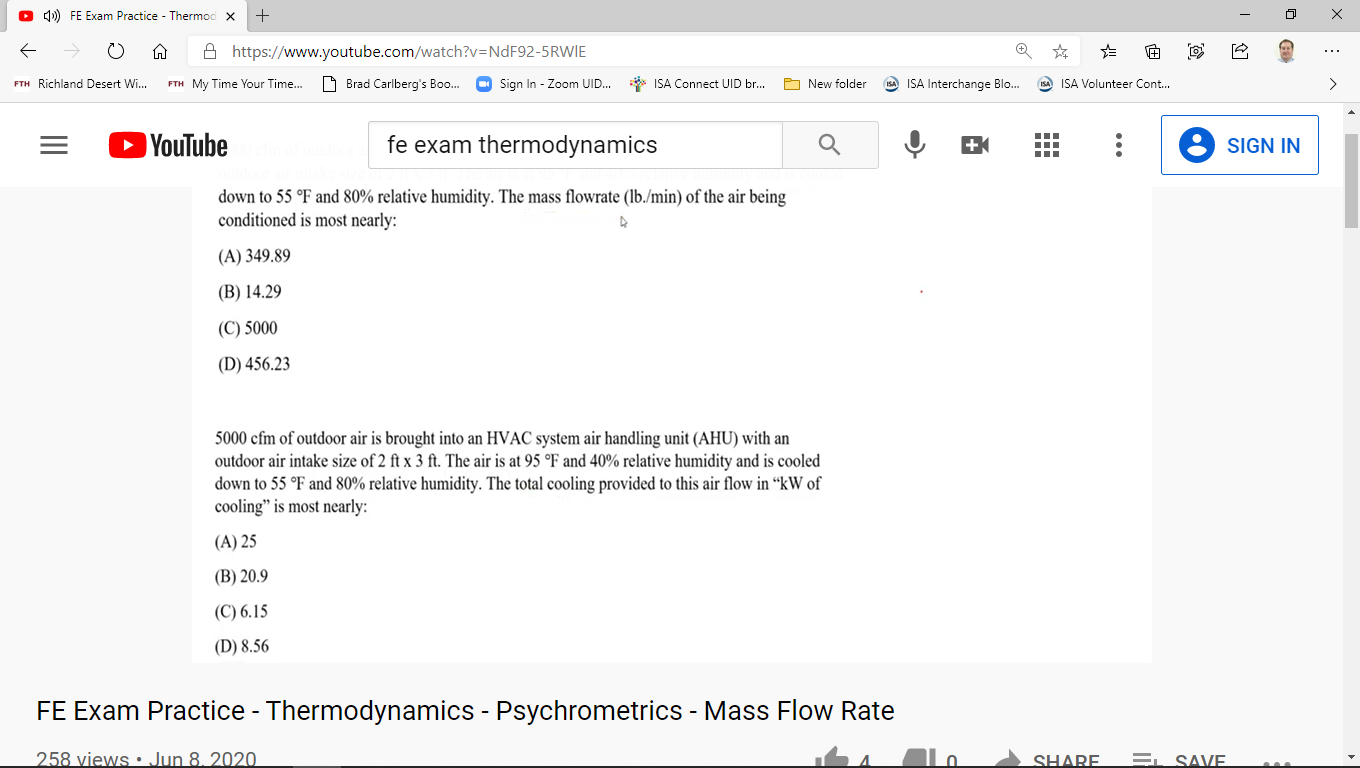 FE Exam Practice - Thermod
https://www.youtube.com/watch?v=NdF92-5RWlE
FTH Richland Desert Wi... FTH My Time Your Time... Brad Carlberg's Boo... Sign In - Zoom UID... ISA Connect UID br... New folder ISA Interchange Blo... ISA Volunteer Cont...
YouTube fe exam thermodynamics SIGN IN
down to 55 °F and 80% relative humidity. The mass flowrate (lb./min) of the air being
conditioned is most nearly:
(A) 349.89
(B) 14.29
(C) 5000
(D) 456.23
5000 cfm of outdoor air is brought into an HVAC system air handling unit (AHU) with an
outdoor air intake size of 2 ft x 3 ft. The air is at 95 °F and 40% relative humidity and is cooled
down to 55 °F and 80% relative humidity. The total cooling provided to this air flow in “kW of
cooling” is most nearly:
(A) 25
(B) 20.9
(C) 6.15
(D) 8.56
FE Exam Practice - Thermodynamics - Psychrometrics - Mass Flow Rate
258 views • Jun 8, 2020 4 0 SHARE SAVE